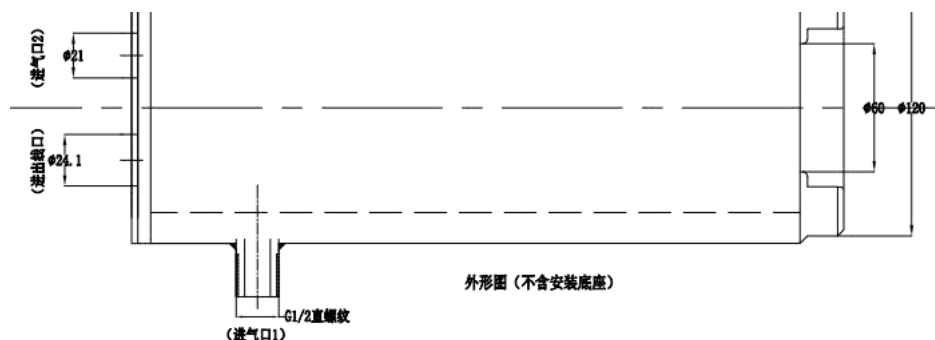 (进气口2)
ϕ21
(进出线口)
ϕ24.1
ϕ60
ϕ120
外形图（不含安装底座）
G1/2直螺纹
(进气口1)